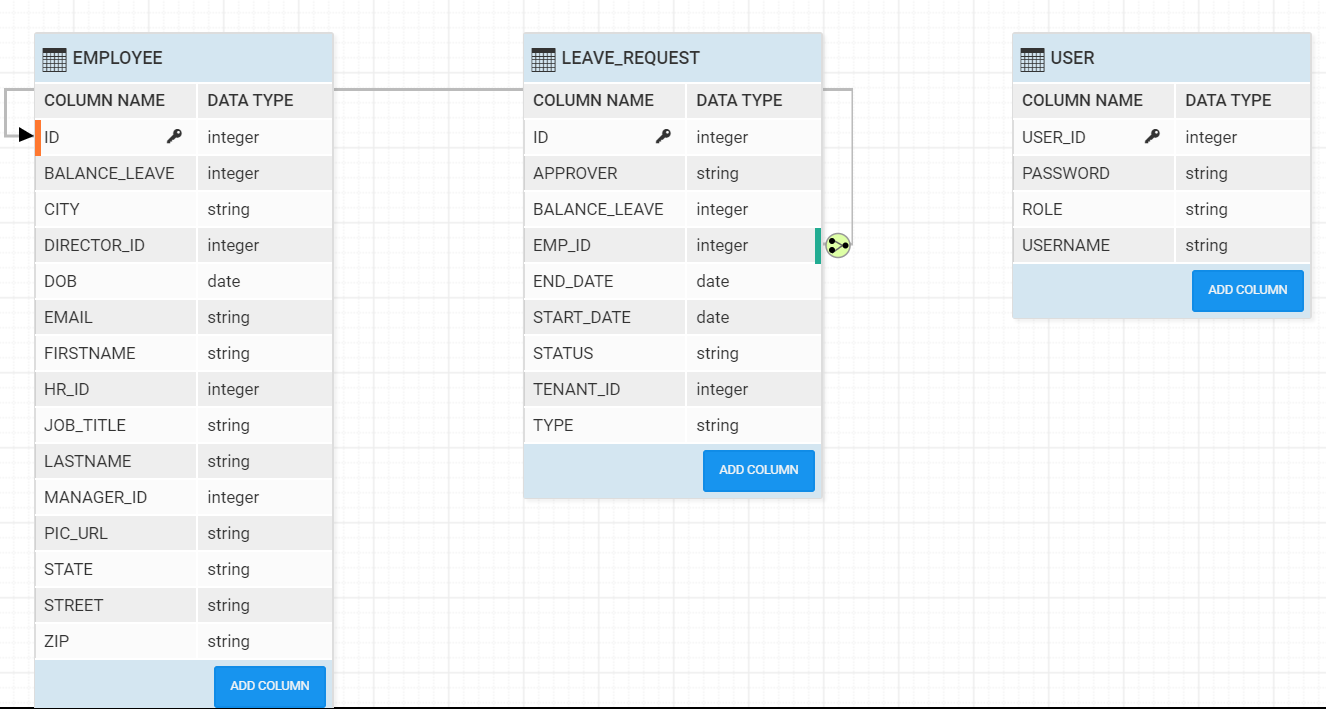 EMPLOYEE
COLUMN NAME DATA TYPE
ID integer
BALANCE_LEAVE integer
CITY string
DIRECTOR_ID integer
DOB date
EMAIL string
FIRSTNAME string
HR_ID integer
JOB_TITLE string
LASTNAME string
MANAGER_ID integer
PIC_URL string
STATE string
STREET string
ZIP string
ADD COLUMN
LEAVE_REQUEST
COLUMN NAME DATA TYPE
ID integer
APPROVER string
BALANCE_LEAVE integer
EMP_ID integer
END_DATE date
START_DATE date
STATUS string
TENANT_ID integer
TYPE string
ADD COLUMN
USER
COLUMN NAME DATA TYPE
USER_ID integer
PASSWORD string
ROLE string
USERNAME string
ADD COLUMN